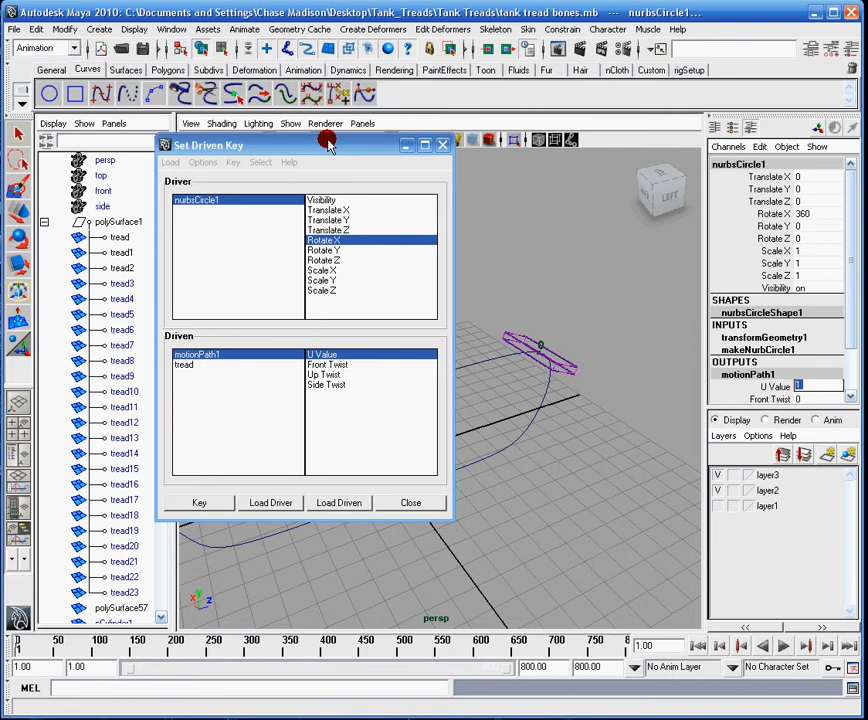 Autodesk Maya 2010: C:\Documents and Settings\Chase Madison\Desktop\Tank_Treads\Tank Treads\tank tread bones.mb --- nurbsCircle1...
File Edit Modify Create Display Window Assets Animate Geometry Cache Create Deformers Edit Deformers Skeleton Skin Constrain Character Muscle Help
Animation
General Curves Surfaces Polygons Subdivs Deformation Animation Dynamics Rendering PaintEffects Toon Fluids Fur Hair nCloth Custom rigSetup
Display Show Panels
View Shading Lighting Show Renderer Panels
Channels Edit Object Show
persp
top
front
side
polySurface1
tread
tread1
tread2
tread3
tread4
tread5
tread6
tread7
tread8
tread9
tread10
tread11
tread12
tread13
tread14
tread15
tread16
tread17
tread18
tread19
tread20
tread21
tread22
tread23
polySurface57
Set Driven Key
Load Options Key Select Help
Driver
nurbsCircle1
Visibility
Translate X
Translate Y
Translate Z
Rotate X
Rotate Y
Rotate Z
Scale X
Scale Y
Scale Z
Driven
motionPath1
tread
U Value
Front Twist
Up Twist
Side Twist
Key Load Driver Load Driven Close
LEFT
y
x z
persp
nurbsCircle1
Translate X 0
Translate Y 0
Translate Z 0
Rotate X 360
Rotate Y 0
Rotate Z 0
Scale X 1
Scale Y 1
Scale Z 1
Visibility on
SHAPES
nurbsCircleShape1
INPUTS
transformGeometry1
makeNurbCircle1
OUTPUTS
motionPath1
U Value 1
Front Twist 0
Display Render Anim
Layers Options Help
V layer3
V layer2
layer1
<< >>
1 50 100 150 200 250 300 350 400 450 500 550 600 650 700 750 8
1.00
1.00 1.00 800.00 800.00 No Anim Layer No Character Set
MEL